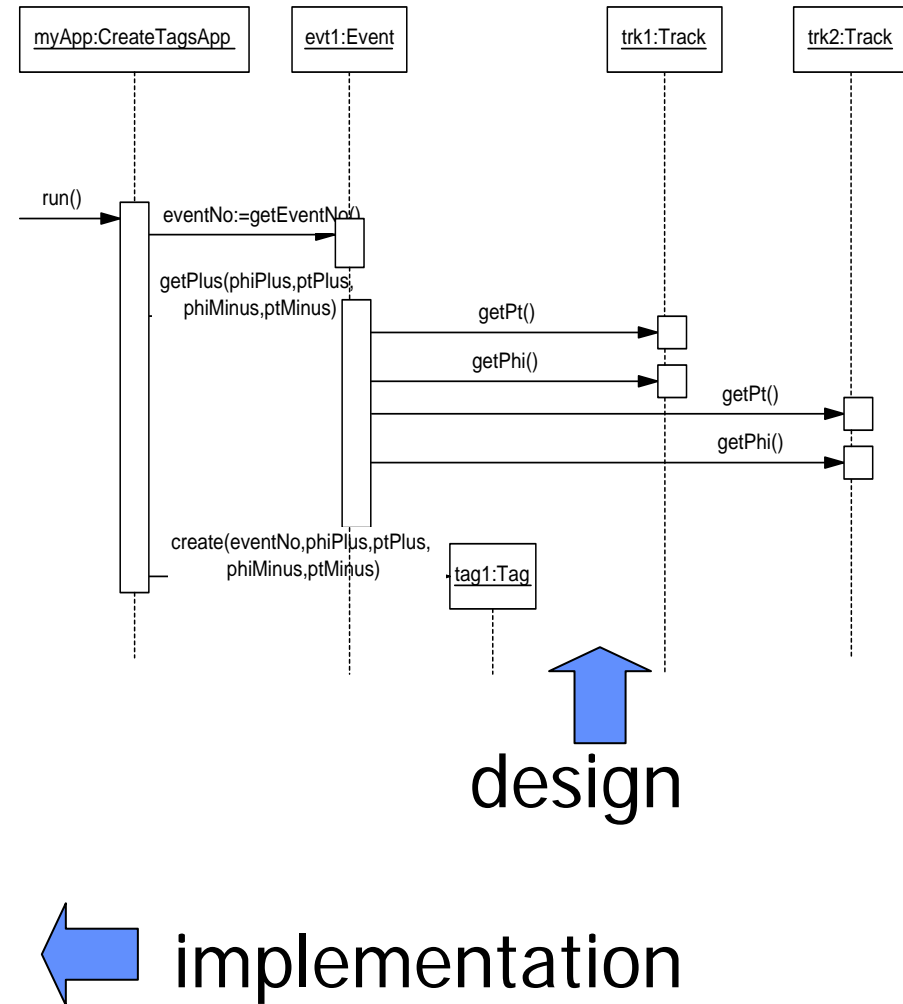 myApp:CreateTagsApp
evt1:Event
trk1:Track
trk2:Track
run()
eventNo:=getEventNo()
getPlus(phiPlus,ptPlus,
phiMinus,ptMinus)
getPt()
getPhi()
getPt()
getPhi()
create(eventNo,phiPlus,ptPlus,
phiMinus,ptMinus)
tag1:Tag
design
implementation